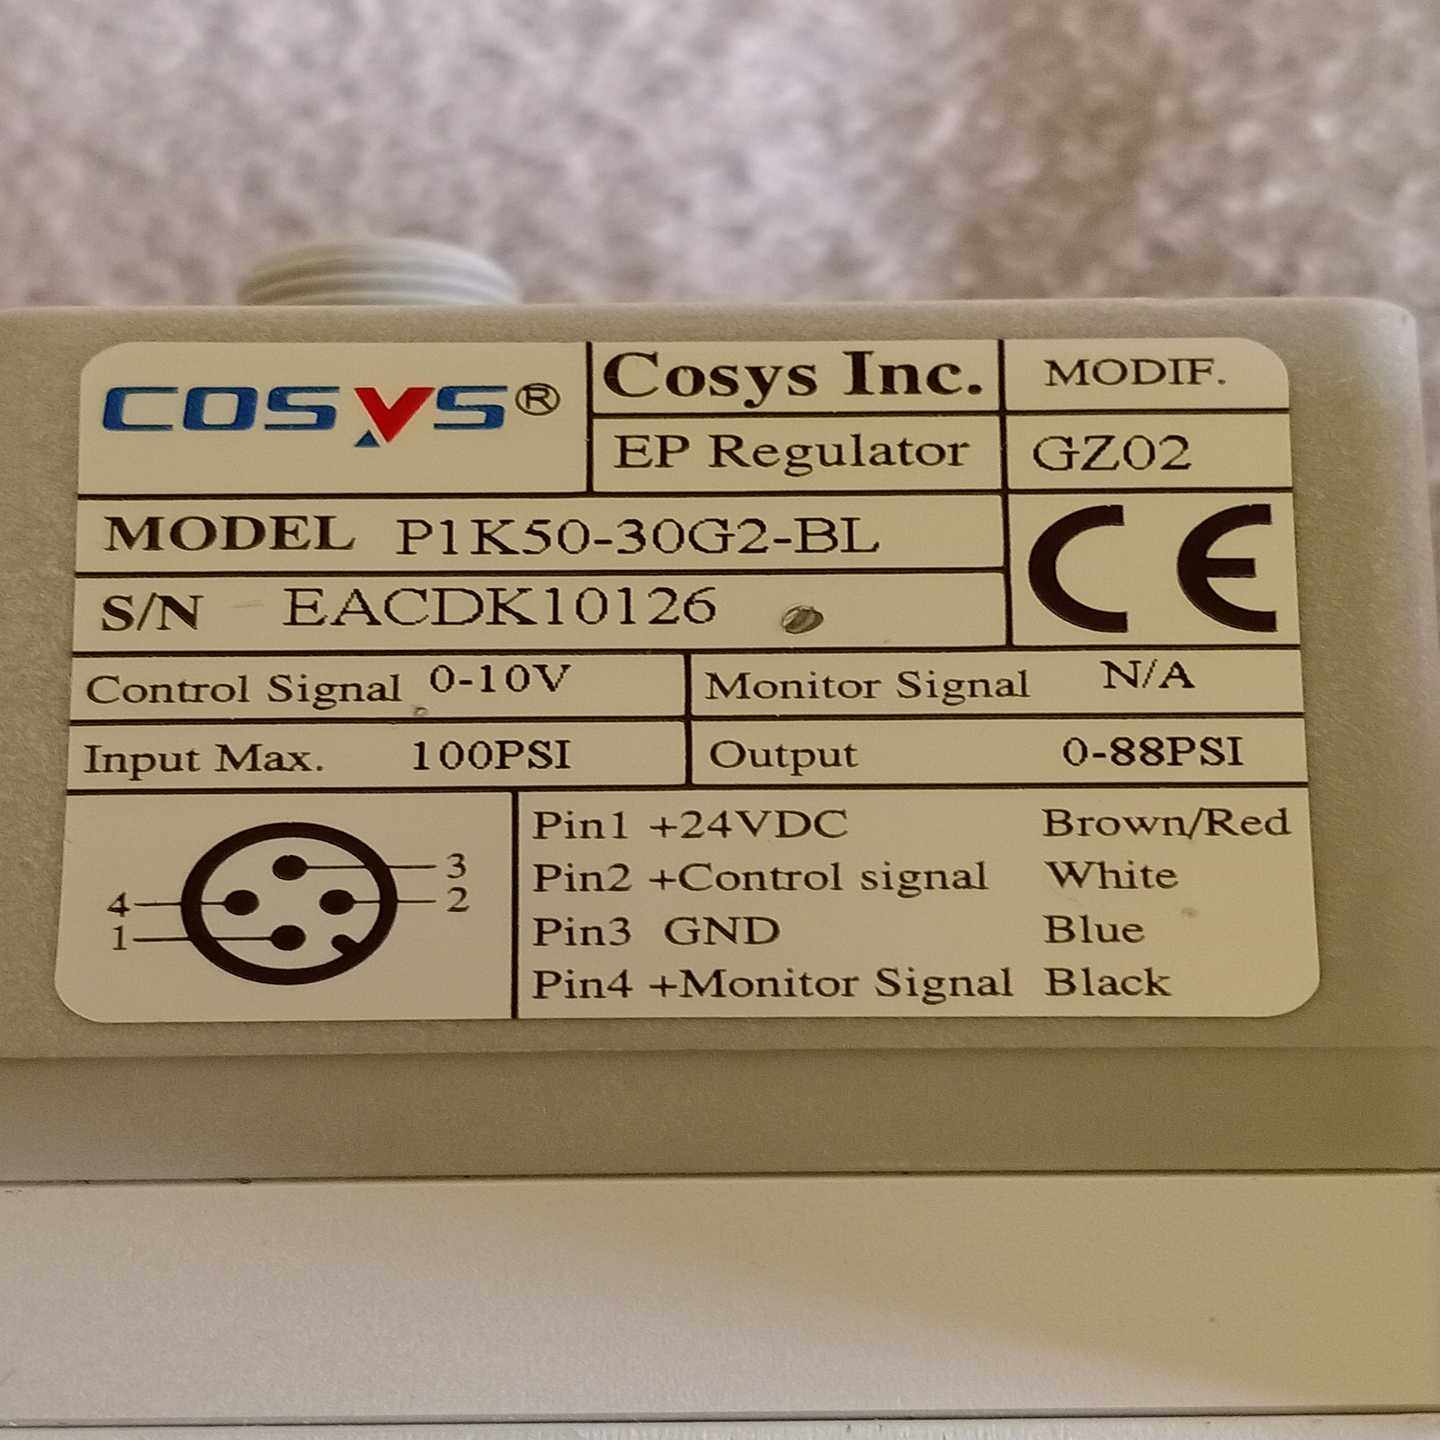 COSYS®
Cosys Inc.
MODIF.
EP Regulator
GZ02
MODEL P1K50-30G2-BL
CE
S/N EACDK10126
Control Signal 0-10V
Monitor Signal N/A
Input Max. 100PSI
Output 0-88PSI
3
4
2
1
Pin1 +24VDC Brown/Red
Pin2 +Control signal White
Pin3 GND Blue
Pin4 +Monitor Signal Black